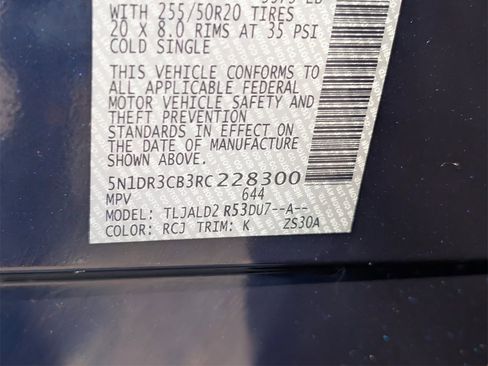 WITH 255/50R20 TIRES
20 X 8.0 RIMS AT 35 PSI
COLD SINGLE
THIS VEHICLE CONFORMS TO
ALL APPLICABLE FEDERAL
MOTOR VEHICLE SAFETY AND
THEFT PREVENTION
STANDARDS IN EFFECT ON
THE DATE OF MANUFACTURE
SHOWN ABOVE.
5N1DR3CB3RC228300
MPV 644
MODEL: TLJALD2 R53DU7--A--
COLOR: RCJ TRIM: K ZS30A